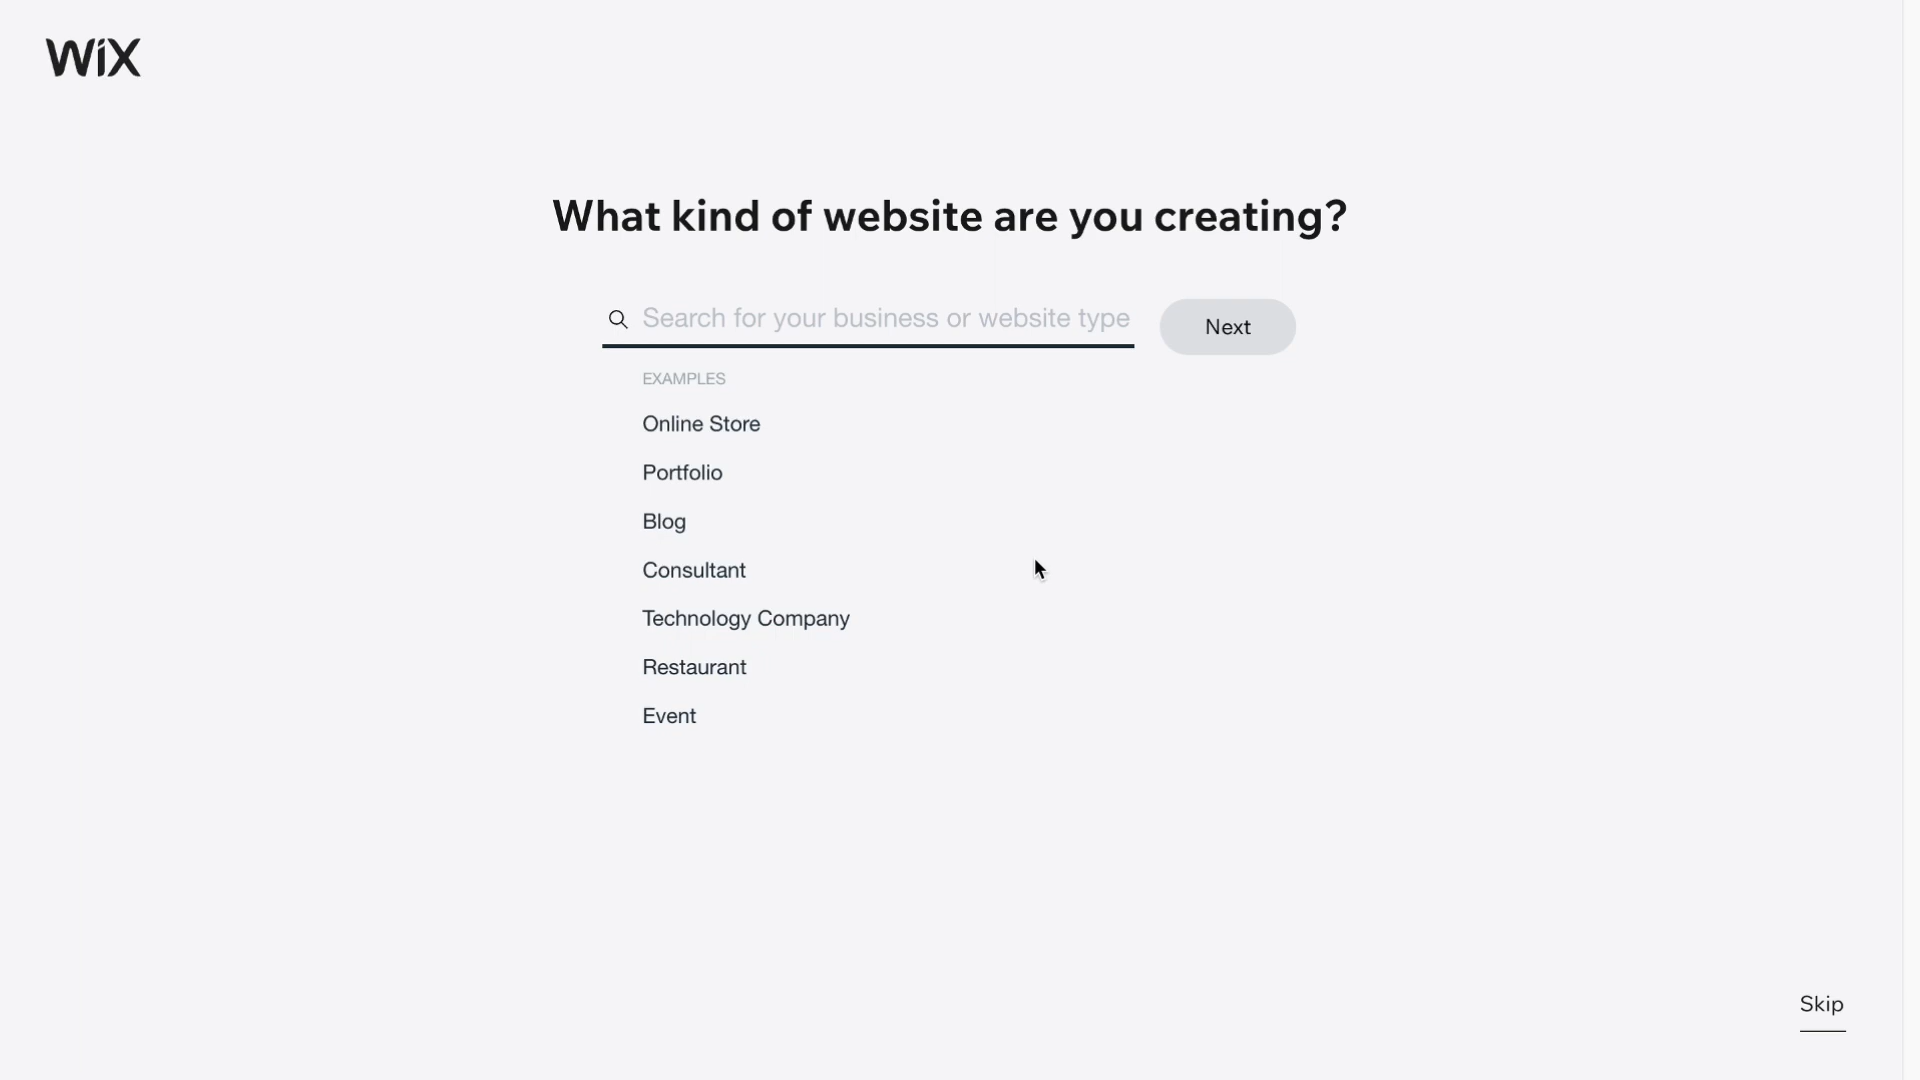 WiX
What kind of website are you creating?
Search for your business or website type
Next
EXAMPLES
Online Store
Portfolio
Blog
Consultant
Technology Company
Restaurant
Event
Skip